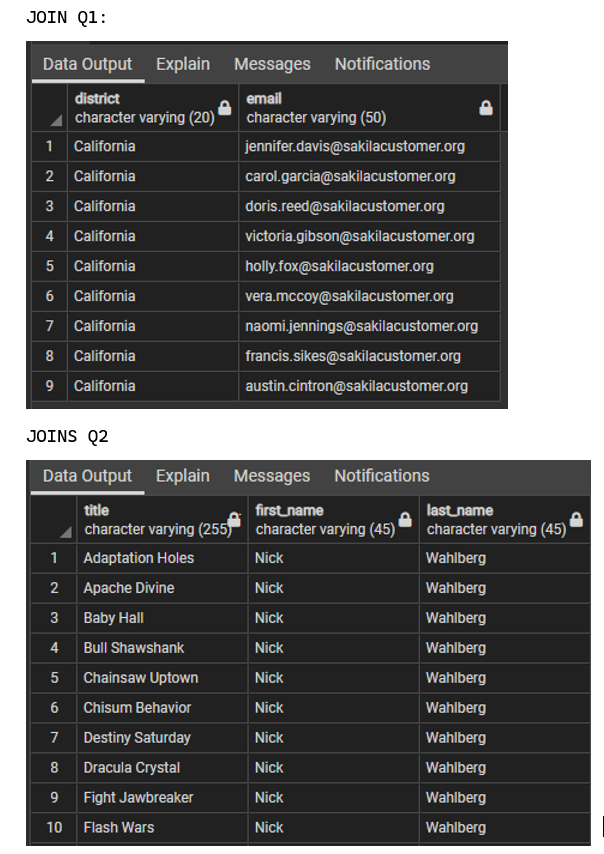 JOIN Q1:
Data Output Explain Messages Notifications
district email
character varying (20) character varying (50)
1 California jennifer.davis@sakilacustomer.org
2 California carol.garcia@sakilacustomer.org
3 California doris.reed@sakilacustomer.org
4 California victoria.gibson@sakilacustomer.org
5 California holly.fox@sakilacustomer.org
6 California vera.mccoy@sakilacustomer.org
7 California naomi.jennings@sakilacustomer.org
8 California francis.sikes@sakilacustomer.org
9 California austin.cintron@sakilacustomer.org
JOINS Q2
Data Output Explain Messages Notifications
title first_name last_name
character varying (255) character varying (45) character varying (45)
1 Adaptation Holes Nick Wahlberg
2 Apache Divine Nick Wahlberg
3 Baby Hall Nick Wahlberg
4 Bull Shawshank Nick Wahlberg
5 Chainsaw Uptown Nick Wahlberg
6 Chisum Behavior Nick Wahlberg
7 Destiny Saturday Nick Wahlberg
8 Dracula Crystal Nick Wahlberg
9 Fight Jawbreaker Nick Wahlberg
10 Flash Wars Nick Wahlberg